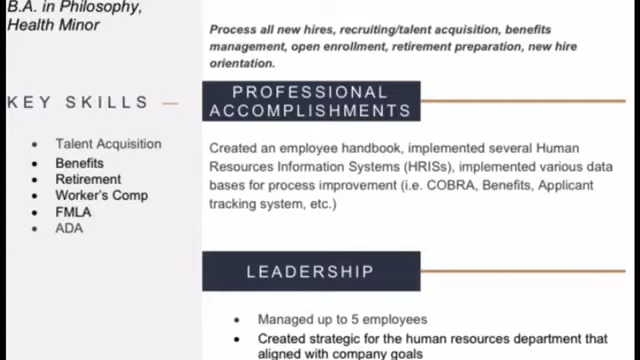 B.A. in Philosophy,
Health Minor
KEY SKILLS
• Talent Acquisition
• Benefits
• Retirement
• Worker's Comp
• FMLA
• ADA
Process all new hires, recruiting/talent acquisition, benefits
management, open enrollment, retirement preparation, new hire
orientation.
PROFESSIONAL
ACCOMPLISHMENTS
Created an employee handbook, implemented several Human
Resources Information Systems (HRISs), implemented various data
bases for process improvement (i.e. COBRA, Benefits, Applicant
tracking system, etc.)
LEADERSHIP
• Managed up to 5 employees
• Created strategic for the human resources department that
aligned with company goals